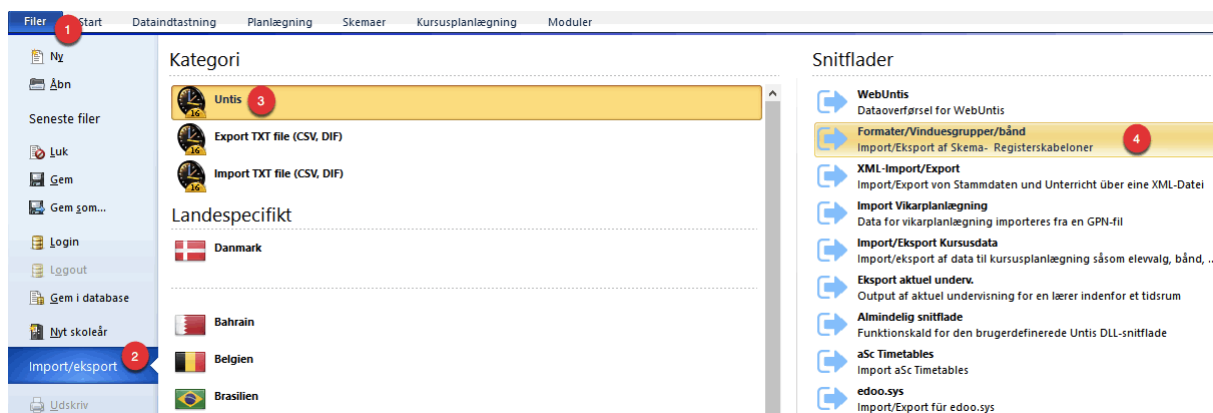 Filer Start Dataindtastning Planlægning Skemaer Kursusplanlægning Moduler
1
Ny
Åbn
Seneste filer
Luk
Gem
Gem som...
Login
Logout
Gem i database
Nyt skoleår
Import/eksport 2
Udskriv
Kategori
Untis 3
Export TXT file (CSV, DIF)
Import TXT file (CSV, DIF)
Landespecifikt
Danmark
Bahrain
Belgien
Brasilien
Snitflader
WebUntis
Dataoverførsel for WebUntis
Formater/Vinduesgrupper/bånd
Import/Eksport af Skema- Registerskabeloner
4
XML-Import/Export
Import/Export von Stammdaten und Unterricht über eine XML-Datei
Import Vikarplanlægning
Data for vikarplanlægning importeres fra en GPN-fil
Import/Eksport Kursusdata
Import/eksport af data til kursusplanlægning såsom elevvalg, bånd, ..
Eksport aktuel underv.
Output af aktuel undervisning for en lærer indenfor et tidsrum
Almindelig snitflade
Funktionskald for den brugerdefinerede Untis DLL-snitflade
aSc Timetables
Import aSc Timetables
edoo.sys
Import/Export für edoo.sys